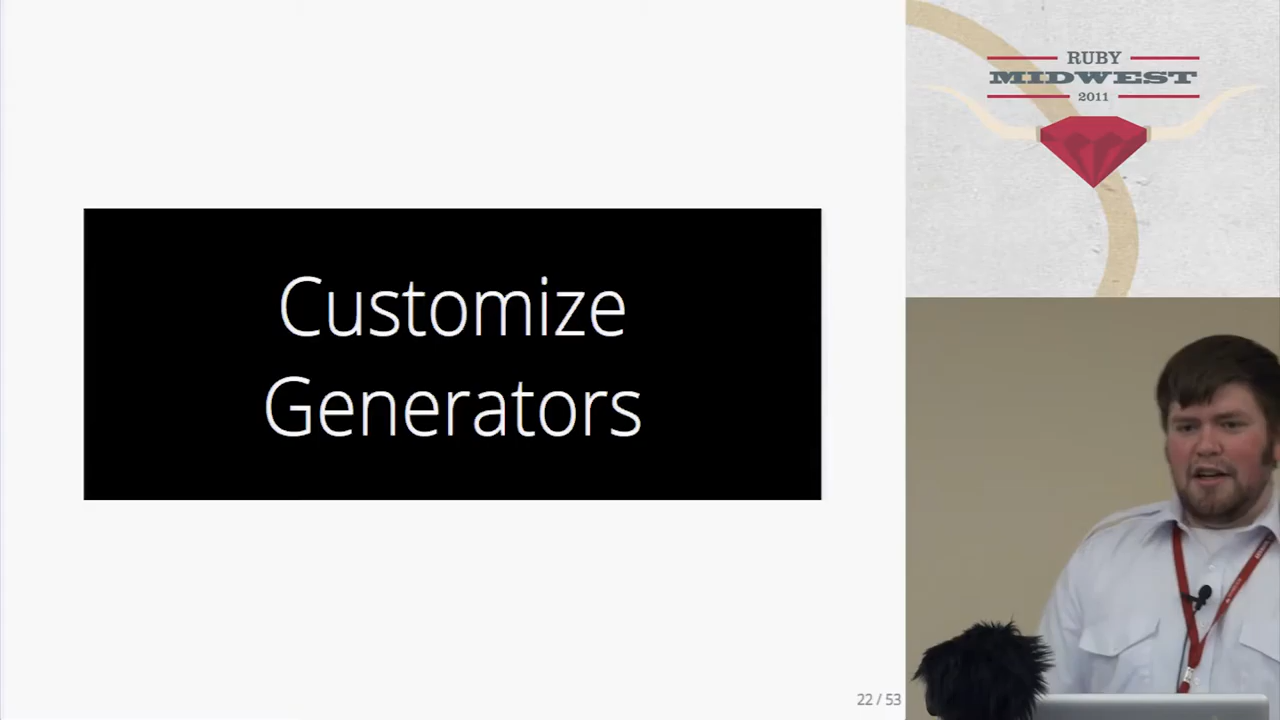 Customize
Generators
22 / 53
RUBY
MIDWEST
2011